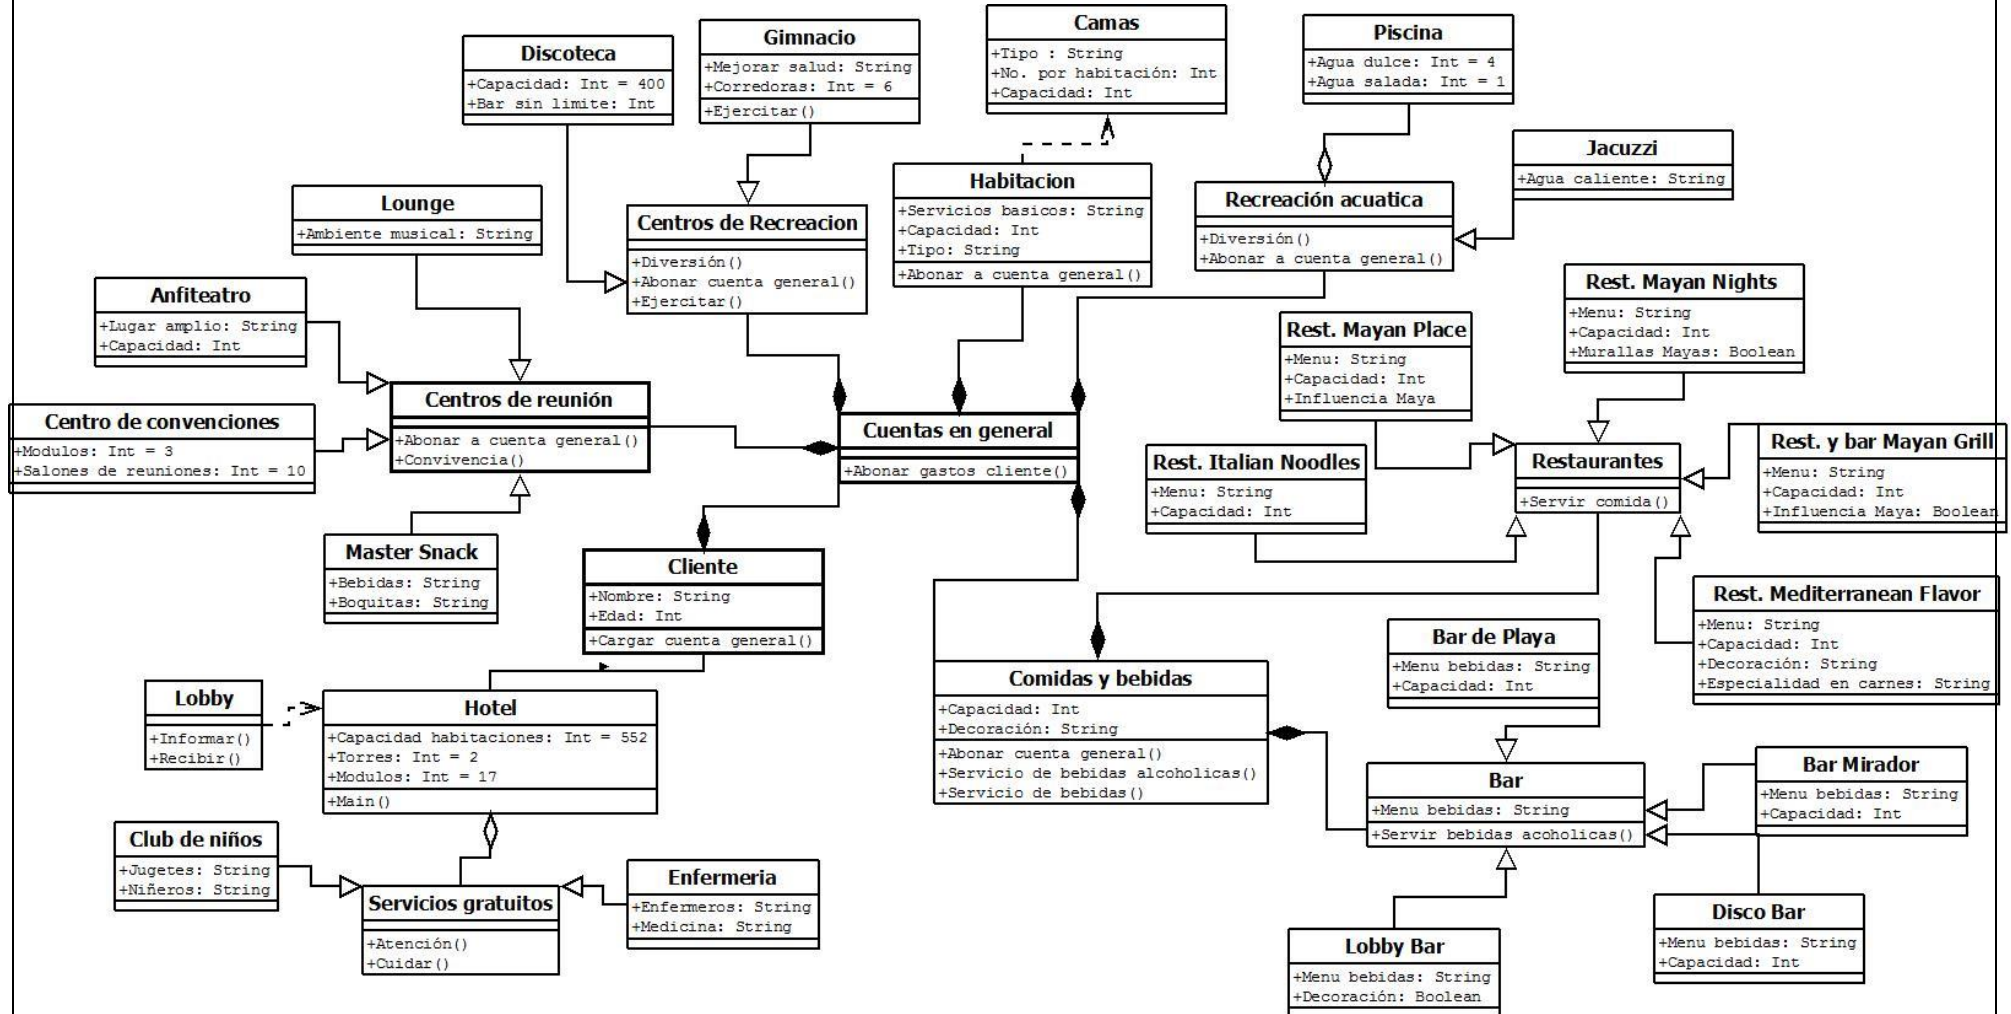 Camas
+Tipo : String
+No. por habitación: Int
+Capacidad: Int
Piscina
+Agua dulce: Int = 4
+Agua salada: Int = 1
Gimnacio
+Mejorar salud: String
+Corredoras: Int = 6
+Ejercitar()
Discoteca
+Capacidad: Int = 400
+Bar sin limite: Int
Jacuzzi
+Agua caliente: String
Habitacion
+Servicios basicos: String
+Capacidad: Int
+Tipo: String
+Abonar a cuenta general()
Recreación acuatica
+Diversión()
+Abonar a cuenta general()
Lounge
+Ambiente musical: String
Centros de Recreacion
+Diversión()
+Abonar cuenta general()
+Ejercitar()
Rest. Mayan Nights
+Menu: String
+Capacidad: Int
+Murallas Mayas: Boolean
Anfiteatro
+Lugar amplio: String
+Capacidad: Int
Rest. Mayan Place
+Menu: String
+Capacidad: Int
+Influencia Maya
Centros de reunión
+Abonar a cuenta general()
+Convivencia()
Centro de convenciones
+Modulos: Int = 3
+Salones de reuniones: Int = 10
Cuentas en general
+Abonar gastos cliente()
Rest. Italian Noodles
+Menu: String
+Capacidad: Int
Restaurantes
+Servir comida()
Rest. y bar Mayan Grill
+Menu: String
+Capacidad: Int
+Influencia Maya: Boolean
Master Snack
+Bebidas: String
+Boquitas: String
Cliente
+Nombre: String
+Edad: Int
+Cargar cuenta general()
Rest. Mediterranean Flavor
+Menu: String
+Capacidad: Int
+Decoración: String
+Especialidad en carnes: String
Bar de Playa
+Menu bebidas: String
+Capacidad: Int
Comidas y bebidas
+Capacidad: Int
+Decoración: String
+Abonar cuenta general()
+Servicio de bebidas alcoholicas()
+Servicio de bebidas()
Lobby
+Informar()
+Recibir()
Hotel
+Capacidad habitaciones: Int = 552
+Torres: Int = 2
+Modulos: Int = 17
+Main()
Bar
+Menu bebidas: String
+Servir bebidas acoholicas()
Bar Mirador
+Menu bebidas: String
+Capacidad: Int
Club de niños
+Jugetes: String
+Niñeros: String
Servicios gratuitos
+Atención()
+Cuidar()
Enfermeria
+Enfermeros: String
+Medicina: String
Disco Bar
+Menu bebidas: String
+Capacidad: Int
Lobby Bar
+Menu bebidas: String
+Decoración: Boolean